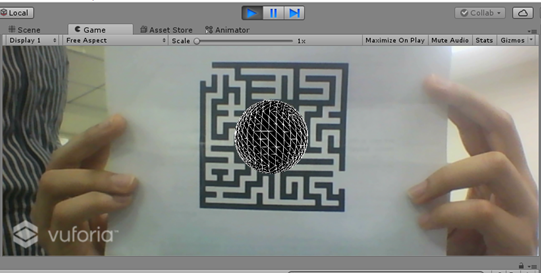 Local
Collab
Scene Game Asset Store Animator
Display 1 Free Aspect Scale 1x Maximize On Play Mute Audio Stats Gizmos
vuforia™